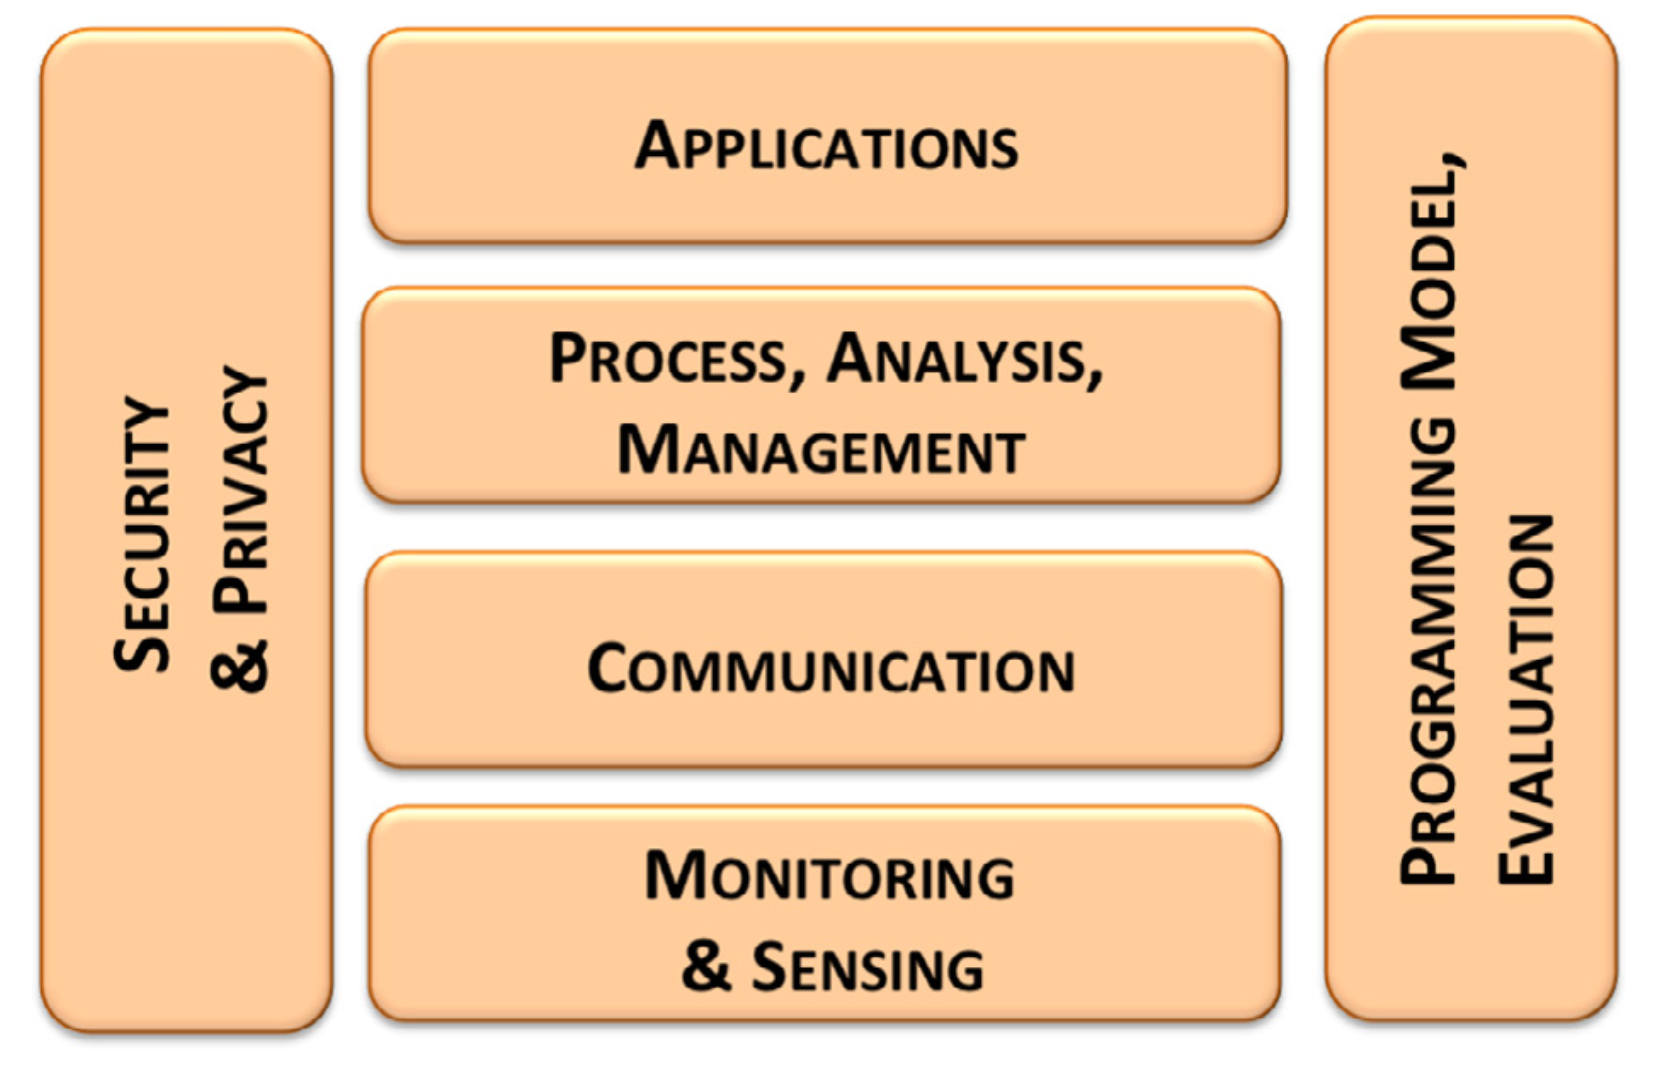 SECURITY
& PRIVACY
APPLICATIONS
PROCESS, ANALYSIS,
MANAGEMENT
COMMUNICATION
MONITORING
& SENSING
PROGRAMMING MODEL,
EVALUATION